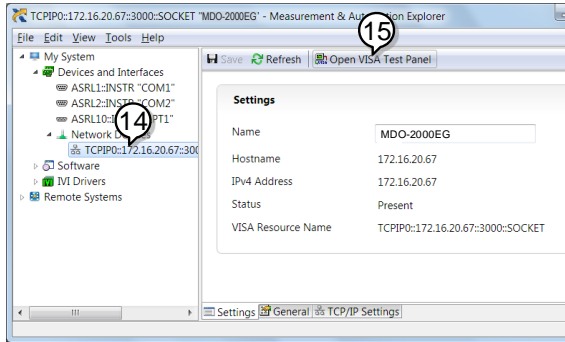 TCPIP0::172.16.20.67::3000::SOCKET "MDO-2000EG" - Measurement & Explorer
15
File Edit View Tools Help
My System
Save Refresh Open VISA Test Panel
Devices and Interfaces
ASRL1::INSTR "COM1"
Settings
ASRL2::INSTR "COM2"
14
Name MDO-2000EG
Network
TCPIP0::172.16.20.67::300
Hostname 172.16.20.67
Software
IVI Drivers
IPv4 Address 172.16.20.67
Remote Systems
Status Present
VISA Resource Name TCPIP0::172.16.20.67::3000::SOCKET
Settings General TCP/IP Settings